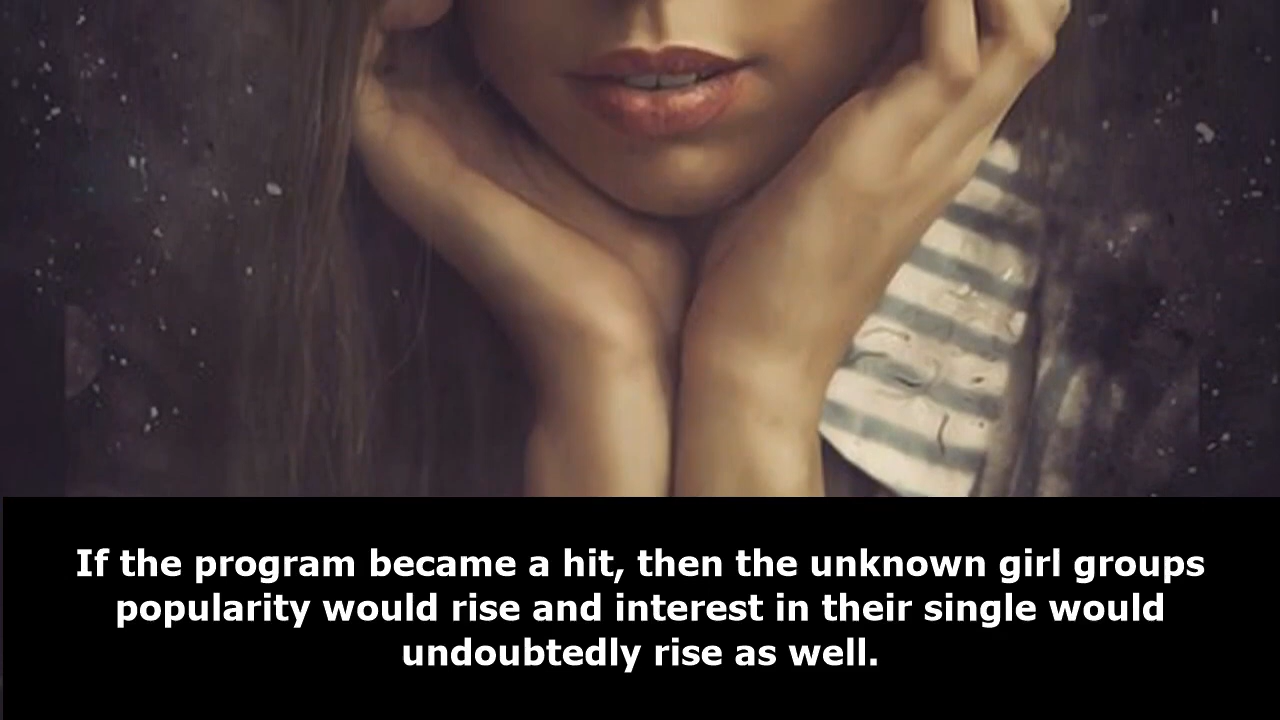 If the program became a hit, then the unknown girl groups
popularity would rise and interest in their single would
undoubtedly rise as well.